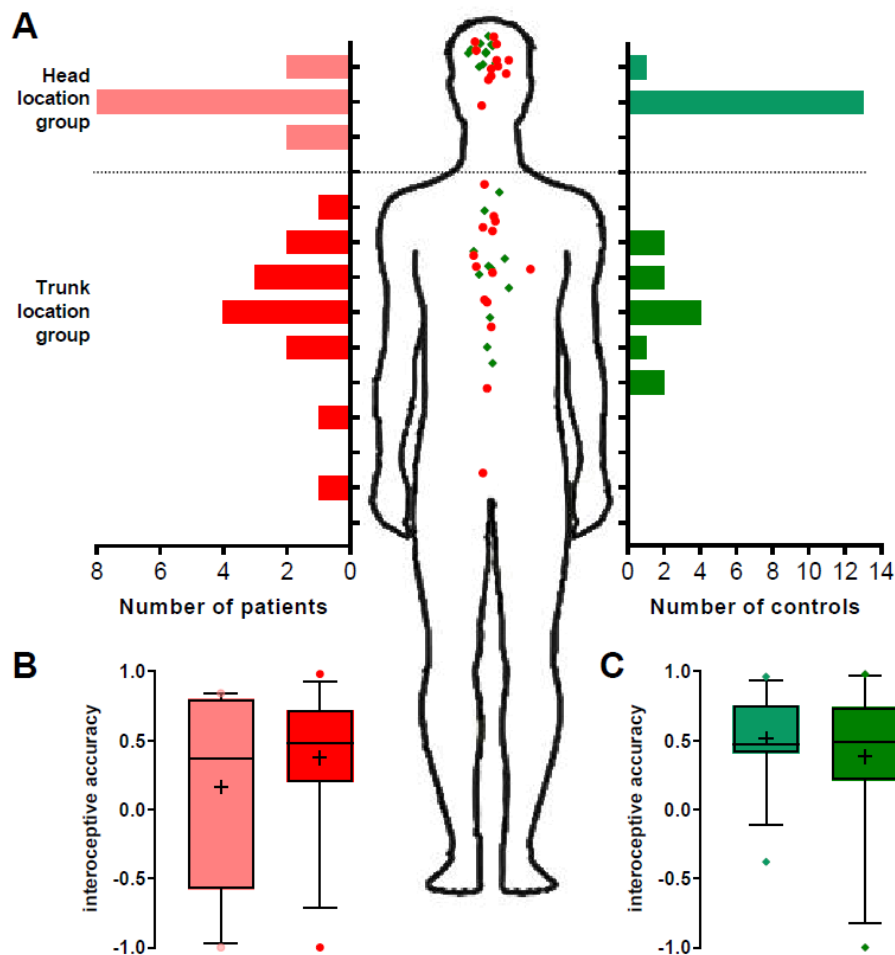 A
Head
location
group
Trunk
location
group
8 6 4 2 0
Number of patients
0 2 4 6 8 10 12 14
Number of controls
B
interoceptive accuracy
1.0
0.5
0.0
-0.5
-1.0
C
interoceptive accuracy
1.0
0.5
0.0
-0.5
-1.0